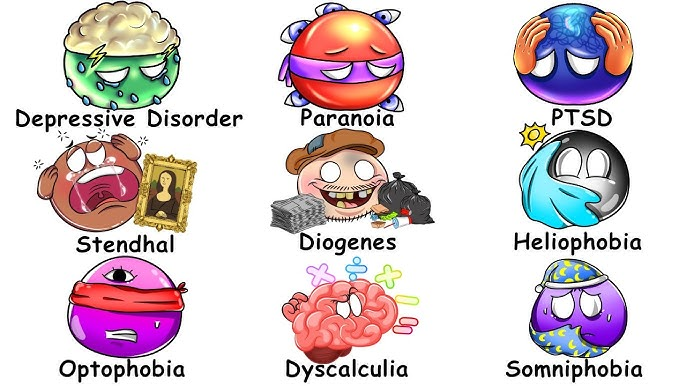 Depressive Disorder
Paranoia
PTSD
Stendhal
Diogenes
Heliophobia
Optophobia
Dyscalculia
Somniphobia